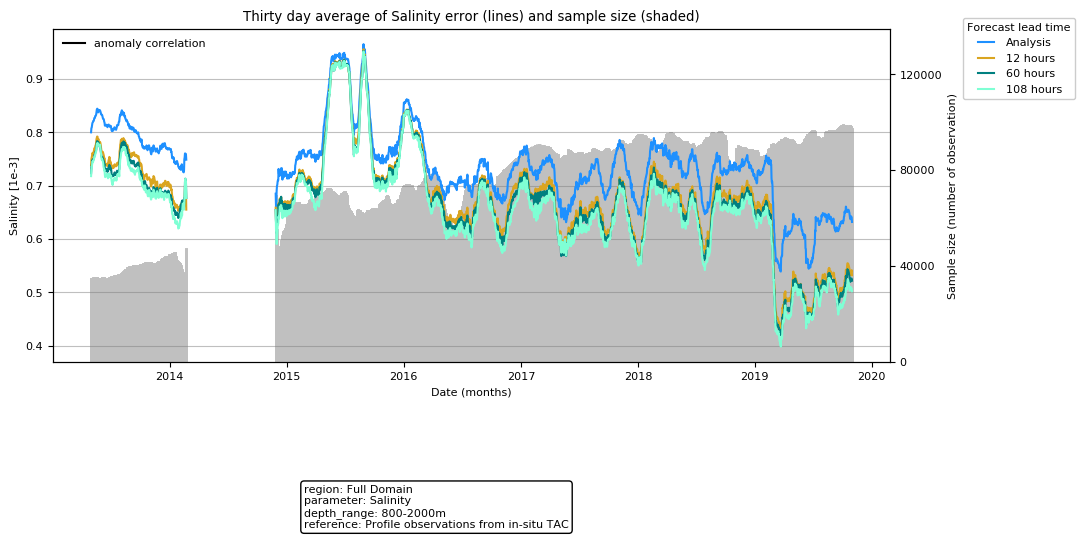 Thirty day average of Salinity error (lines) and sample size (shaded)
anomaly correlation
Forecast lead time
Analysis
12 hours
60 hours
108 hours
Salinity [1e-3]
0.9
0.8
0.7
0.6
0.5
0.4
120000
80000
40000
0
Sample size (number of observation)
2014 2015 2016 2017 2018 2019 2020
Date (months)
region: Full Domain
parameter: Salinity
depth_range: 800-2000m
reference: Profile observations from in-situ TAC